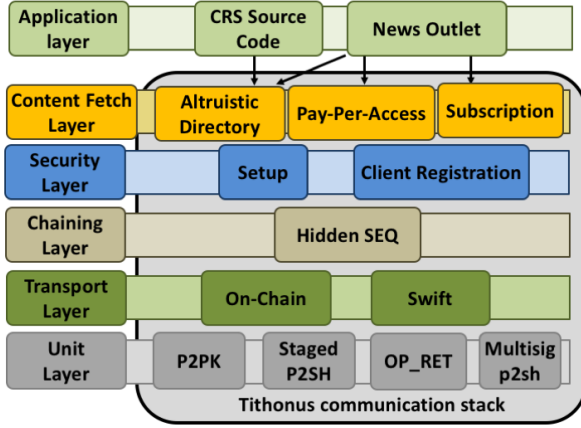 Application layer
CRS Source Code
News Outlet
Content Fetch Layer
Altruistic Directory
Pay-Per-Access
Subscription
Security Layer
Setup
Client Registration
Chaining Layer
Hidden SEQ
Transport Layer
On-Chain
Swift
Unit Layer
P2PK
Staged P2SH
OP_RET
Multisig p2sh
Tithonus communication stack